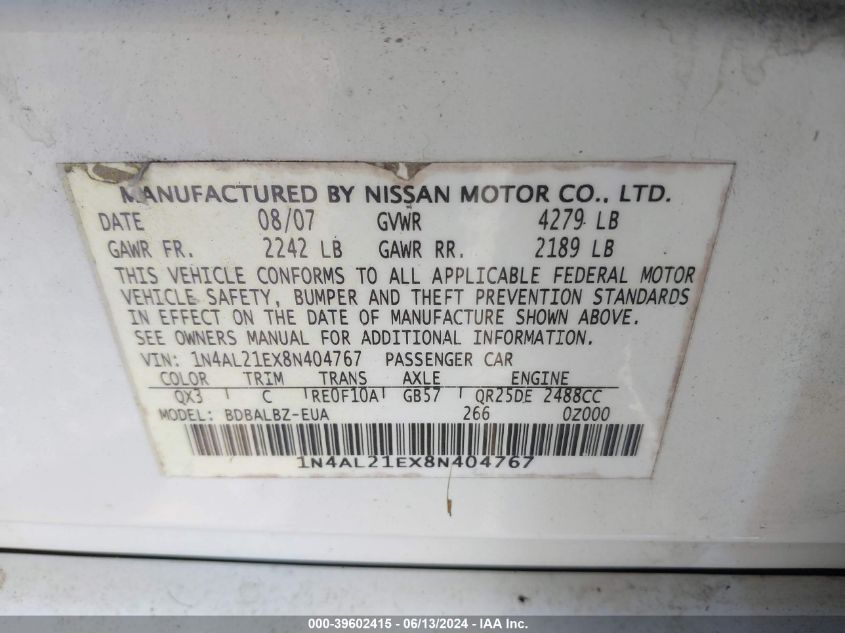 MANUFACTURED BY NISSAN MOTOR CO., LTD.
DATE 08/07 GVWR 4279 LB
GAWR FR. 2242 LB GAWR RR. 2189 LB
THIS VEHICLE CONFORMS TO ALL APPLICABLE FEDERAL MOTOR
VEHICLE SAFETY, BUMPER AND THEFT PREVENTION STANDARDS
IN EFFECT ON THE DATE OF MANUFACTURE SHOWN ABOVE.
SEE OWNERS MANUAL FOR ADDITIONAL INFORMATION.
VIN: 1N4AL21EX8N404767 PASSENGER CAR
COLOR TRIM TRANS AXLE ENGINE
QX3 C RE0F10A GB57 QR25DE 2488CC
MODEL: BDBALBZ-EUA 266 0Z000
1N4AL21EX8N404767
000-39602415 - 06/13/2024 - IAA Inc.